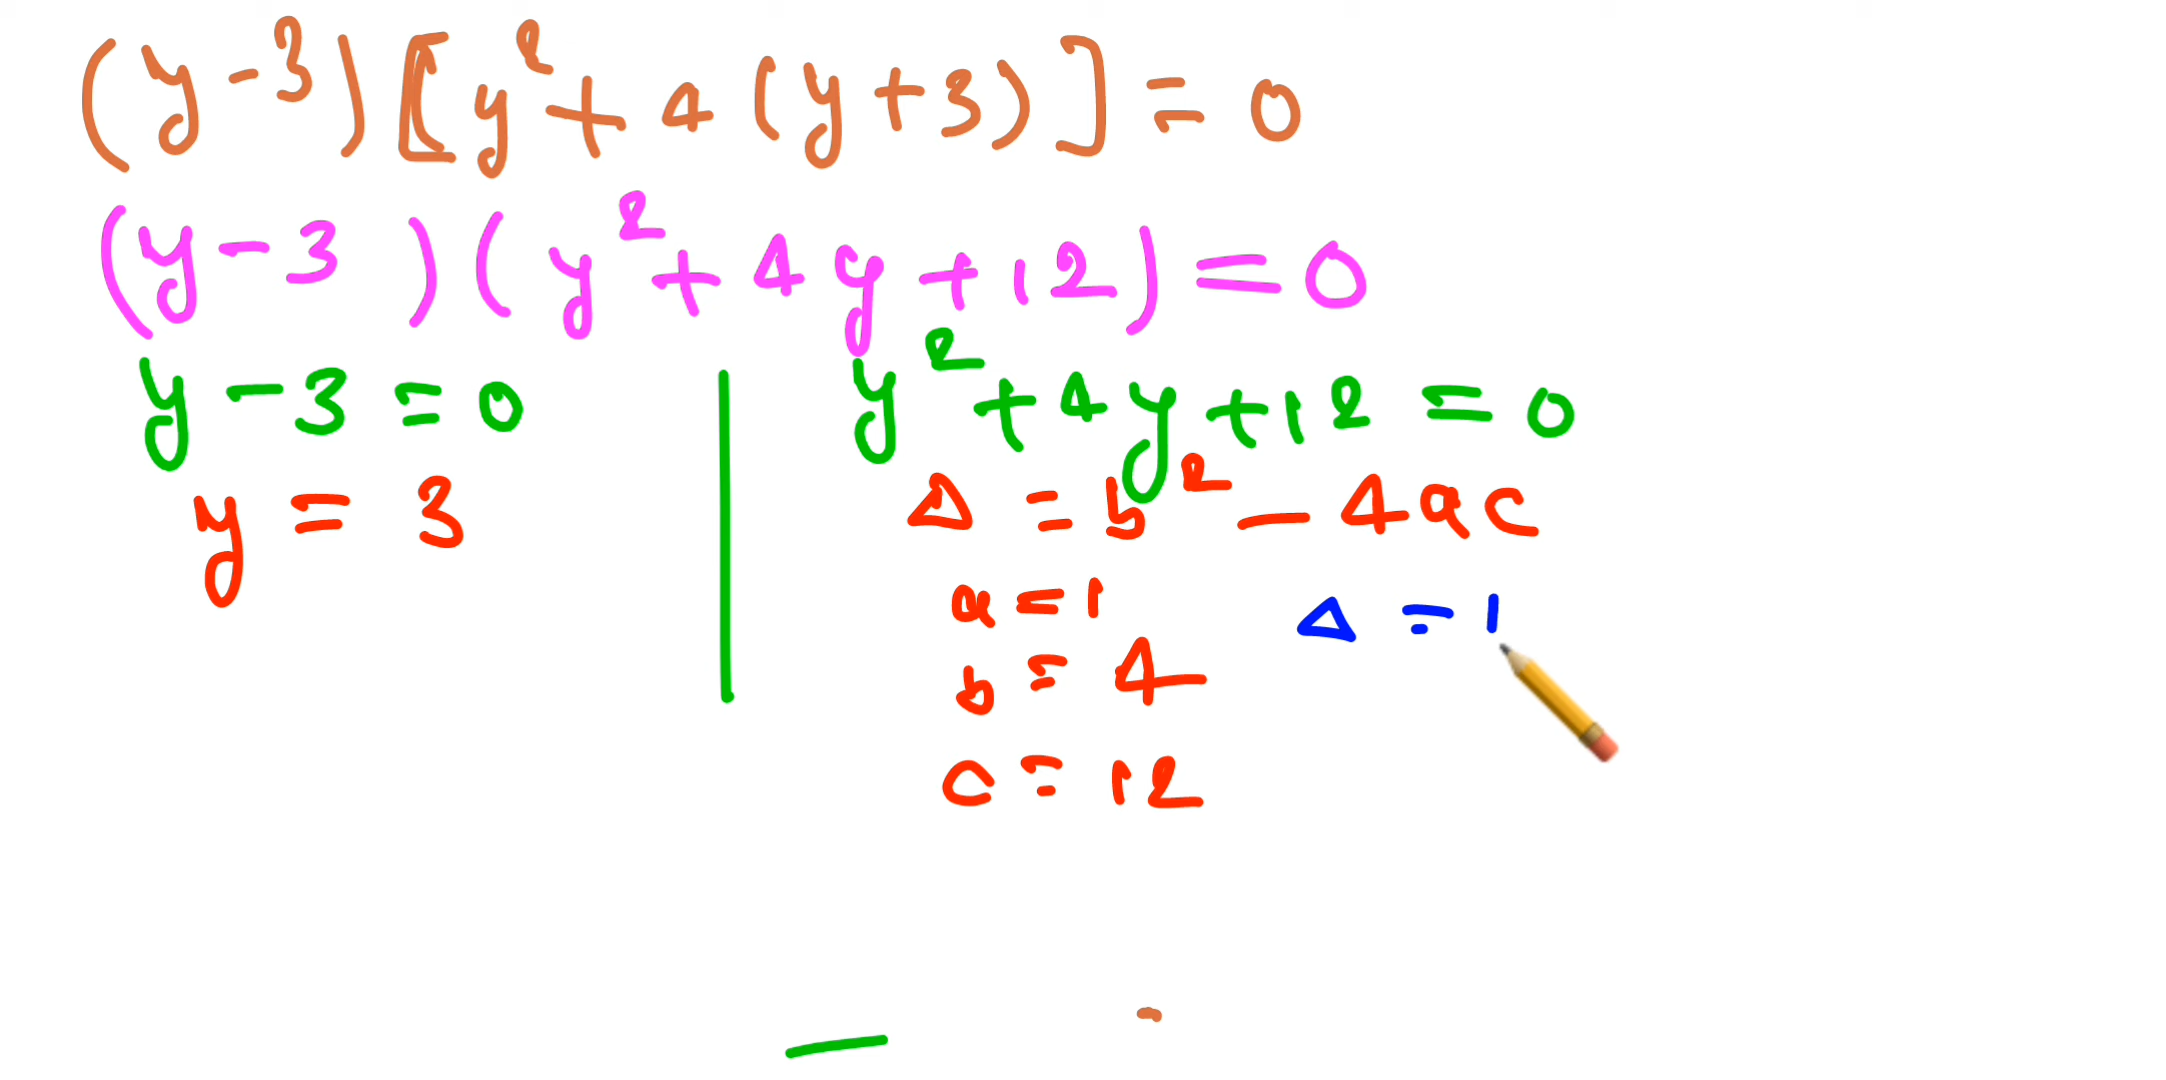 (y-3)[y²+4(y+3)]=0
(y-3)(y²+4y+12)=0
y-3=0
y=3
y²+4y+12=0
Δ=b²-4ac
a=1
b=4
c=12
Δ=1